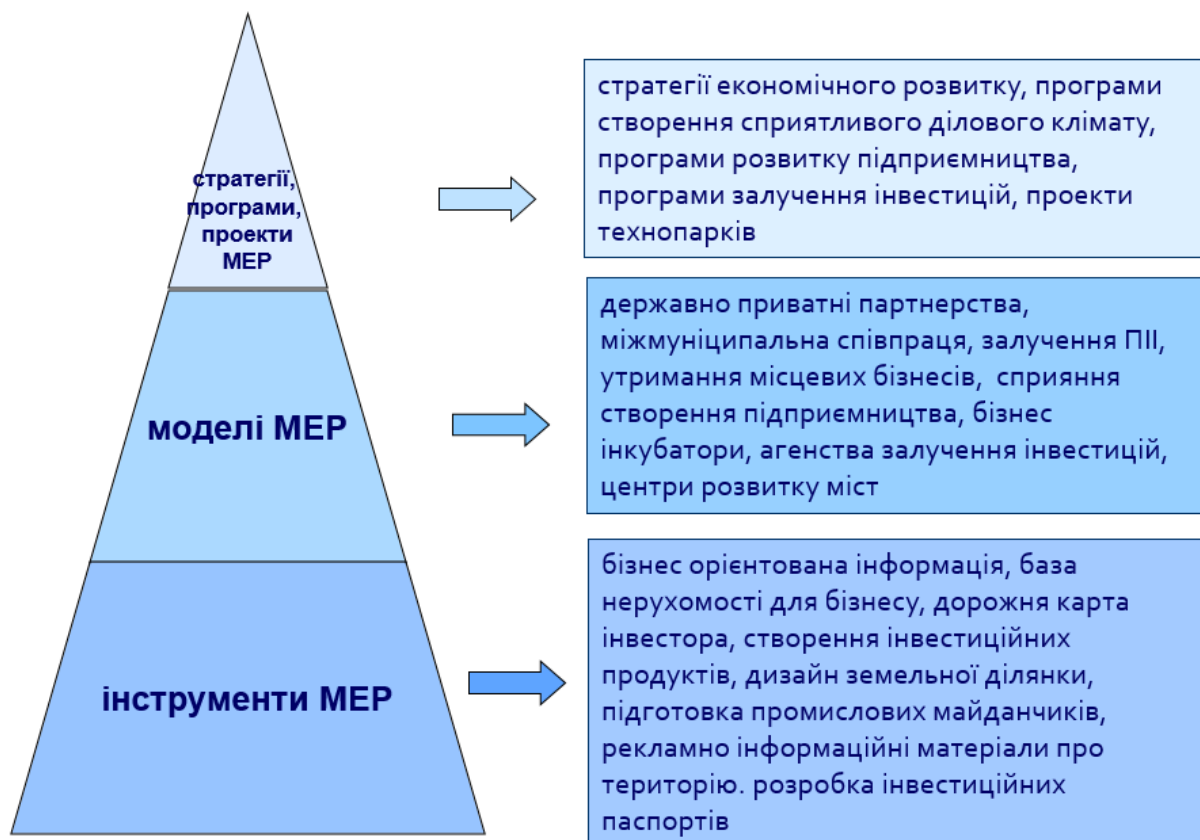 стратегії,
програми,
проекти
МЕР
стратегії економічного розвитку, програми
створення сприятливого ділового клімату,
програми розвитку підприємництва,
програми залучення інвестицій, проекти
технопарків
моделі МЕР
державно приватні партнерства,
міжмуніципальна співпраця, залучення ПІІ,
утримання місцевих бізнесів,  сприяння
створення підприємництва, бізнес
інкубатори, агенства залучення інвестицій,
центри розвитку міст
інструменти МЕР
бізнес орієнтована інформація, база
нерухомості для бізнесу, дорожня карта
інвестора, створення інвестиційних
продуктів, дизайн земельної ділянки,
підготовка промислових майданчиків,
рекламно інформаційні матеріали про
територію. розробка інвестиційних
паспортів